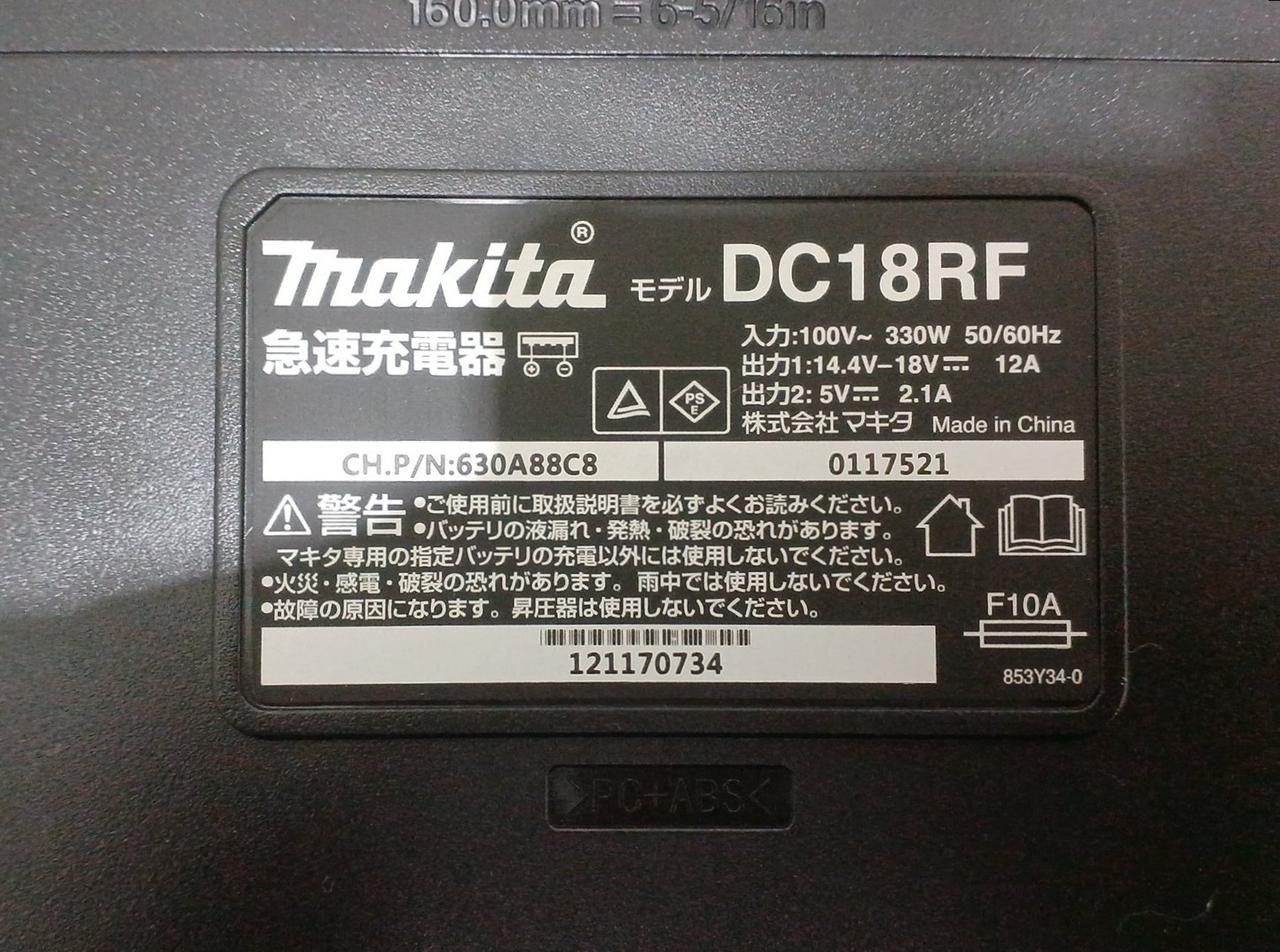 160.0mm = 6-5/16in
makita® モデル DC18RF
急速充電器
入力:100V~ 330W 50/60Hz
出力1:14.4V–18V⎓ 12A
出力2: 5V⎓ 2.1A
PS
E
株式会社 マキタ Made in China
CH.P/N:630A88C8 0117521
警告 •ご使用前に取扱説明書を必ずよくお読みください。
•バッテリの液漏れ・発熱・破裂の恐れがあります。
マキタ専用の指定バッテリの充電以外には使用しないでください。
•火災・感電・破裂の恐れがあります。雨中では使用しないでください。
•故障の原因になります。昇圧器は使用しないでください。
F10A
121170734
853Y34-0
>PC+ABS<